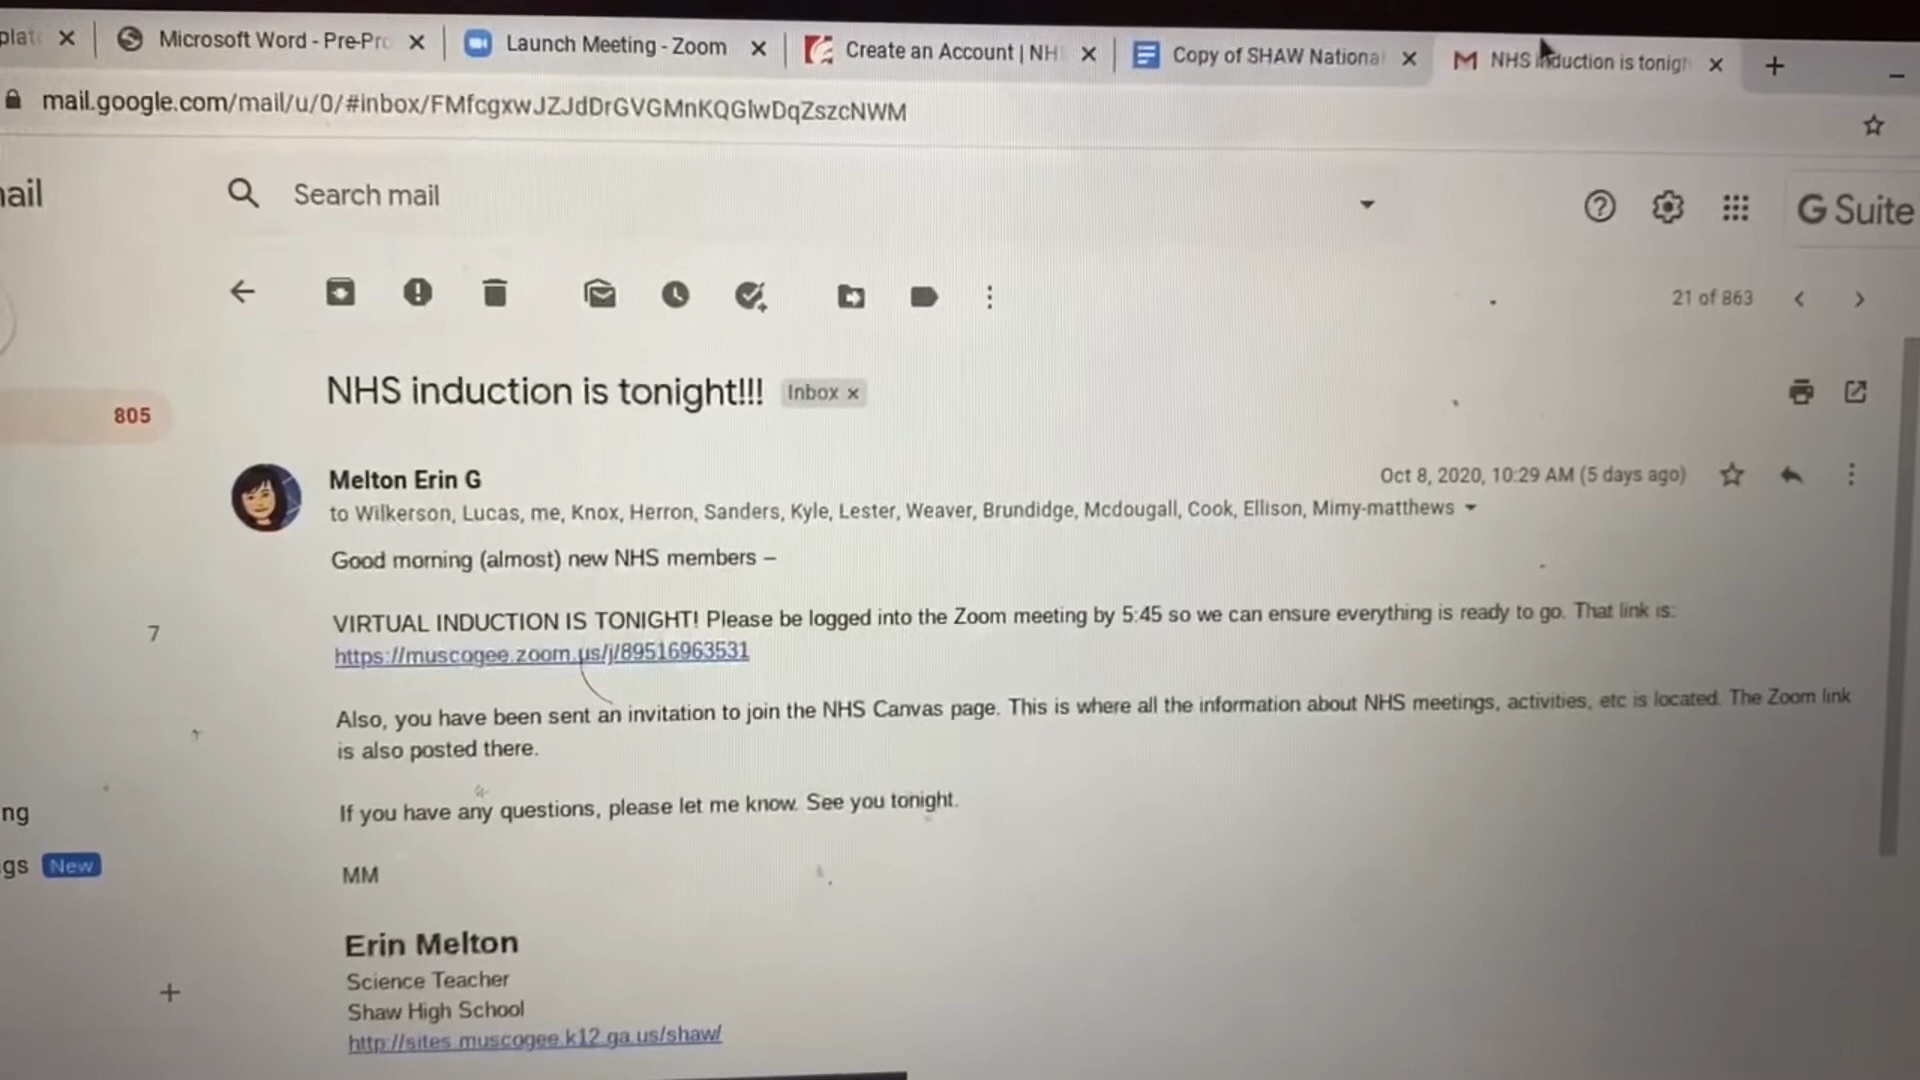 Microsoft Word - Pre-Pro
Launch Meeting - Zoom
Create an Account | NH
Copy of SHAW National
NHS induction is tonigh
mail.google.com/mail/u/0/#inbox/FMfcgxwJZJdDrGVGMnKQGlwDqZszcNWM
ail
Search mail
G Suite
21 of 863
NHS induction is tonight!!! Inbox x
805
Melton Erin G
Oct 8, 2020, 10:29 AM (5 days ago)
to Wilkerson, Lucas, me, Knox, Herron, Sanders, Kyle, Lester, Weaver, Brundidge, Mcdougall, Cook, Ellison, Mimy-matthews
Good morning (almost) new NHS members –
VIRTUAL INDUCTION IS TONIGHT! Please be logged into the Zoom meeting by 5:45 so we can ensure everything is ready to go. That link is:
7
https://muscogee.zoom.us/j/89516963531
Also, you have been sent an invitation to join the NHS Canvas page. This is where all the information about NHS meetings, activities, etc is located. The Zoom link
is also posted there.
If you have any questions, please let me know. See you tonight.
ng
gs New
MM
Erin Melton
Science Teacher
Shaw High School
http://sites.muscogee.k12.ga.us/shaw/